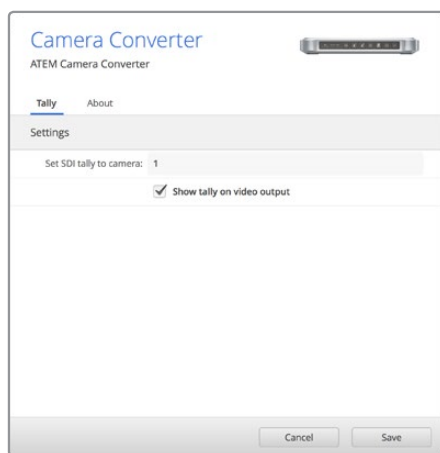 Camera Converter
ATEM Camera Converter
Tally About
Settings
Set SDI tally to camera: 1
Show tally on video output
Cancel Save